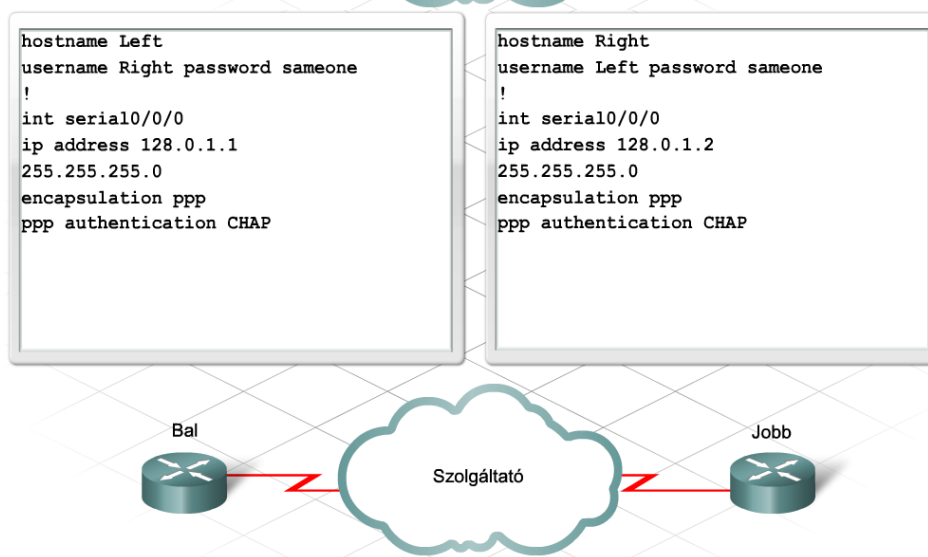 hostname Left
username Right password sameone
!
int serial0/0/0
ip address 128.0.1.1
255.255.255.0
encapsulation ppp
ppp authentication CHAP
hostname Right
username Left password sameone
!
int serial0/0/0
ip address 128.0.1.2
255.255.255.0
encapsulation ppp
ppp authentication CHAP
Bal
Szolgáltató
Jobb